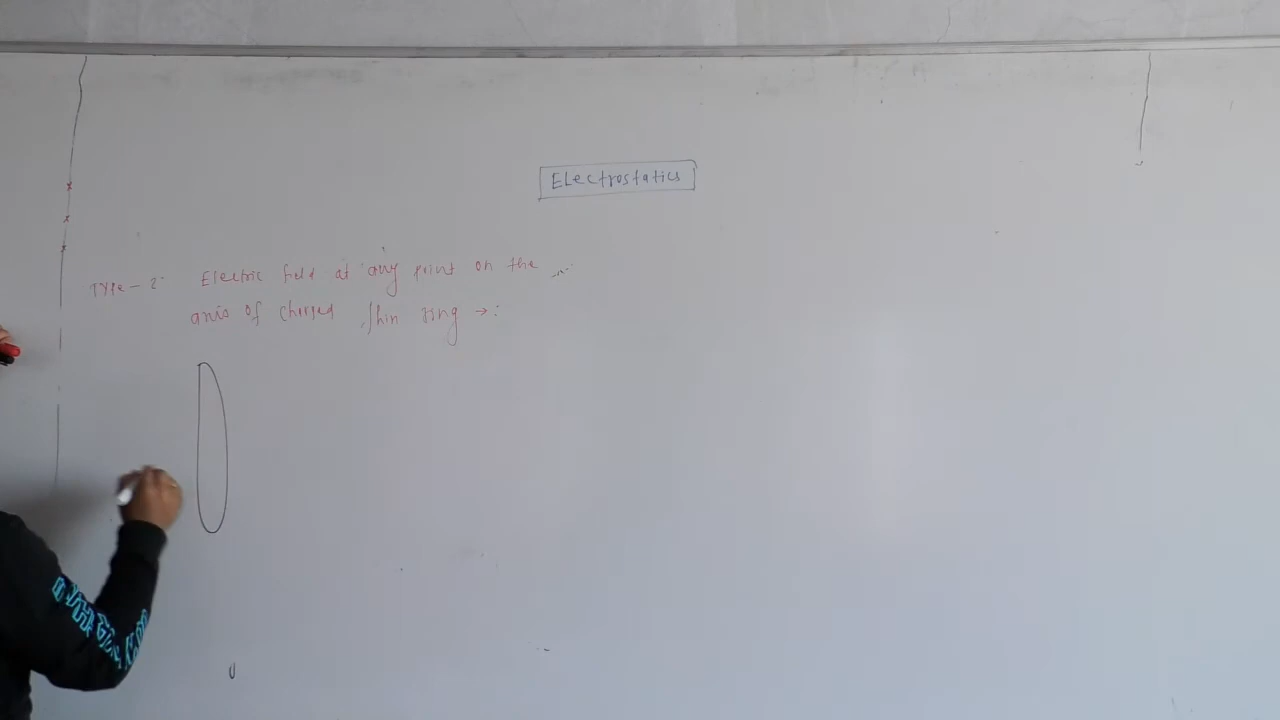 ELectrostatics
TYPe - 2 Electric field at any point on the
axis of charged thin ring →: